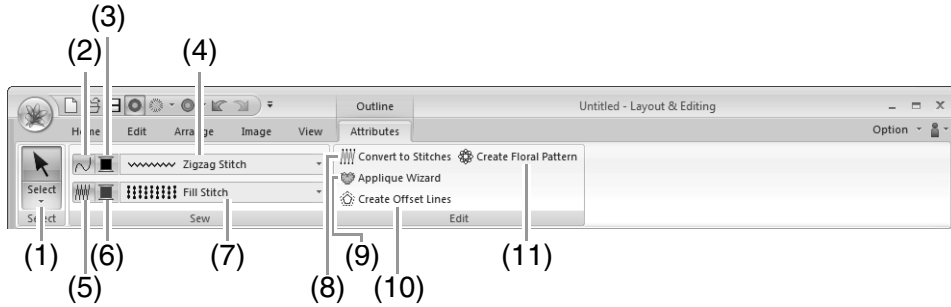 (3)
(2) (4)
Outline Untitled - Layout & Editing
Home Edit Arrange Image View Attributes Option
Zigzag Stitch Convert to Stitches Create Floral Pattern
Select Fill Stitch Applique Wizard
Create Offset Lines
Select Sew Edit
(1) (6) (7) (9) (11)
(5) (8) (10)